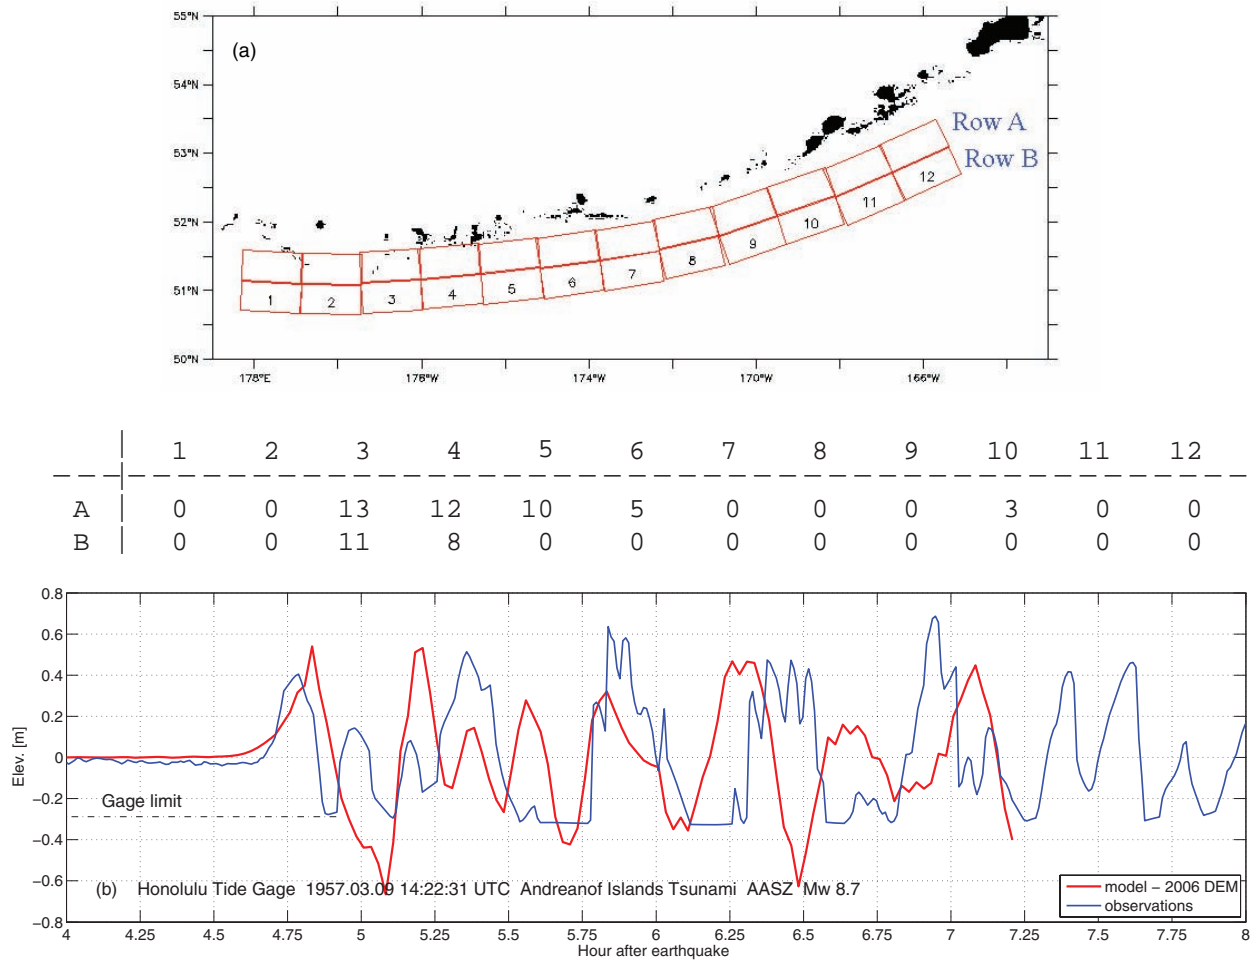 55°N
(a)
54°N
Row A
53°N
Row B
12
11
52°N
10
9
8
7
6
51°N
5
4
1 2 3
50°N
178°E 178°W 174°W 170°W 166°W
1 2 3 4 5 6 7 8 9 10 11 12
A 0 0 13 12 10 5 0 0 0 3 0 0
B 0 0 11 8 0 0 0 0 0 0 0 0
0.8
0.6
0.4
0.2
0
−0.2
−0.4
−0.6
−0.8
Elev. [m]
Gage limit
(b) Honolulu Tide Gage 1957.03.09 14:22:31 UTC Andreanof Islands Tsunami AASZ Mw 8.7
model − 2006 DEM
observations
4 4.25 4.5 4.75 5 5.25 5.5 5.75 6 6.25 6.5 6.75 7 7.25 7.5 7.75 8
Hour after earthquake